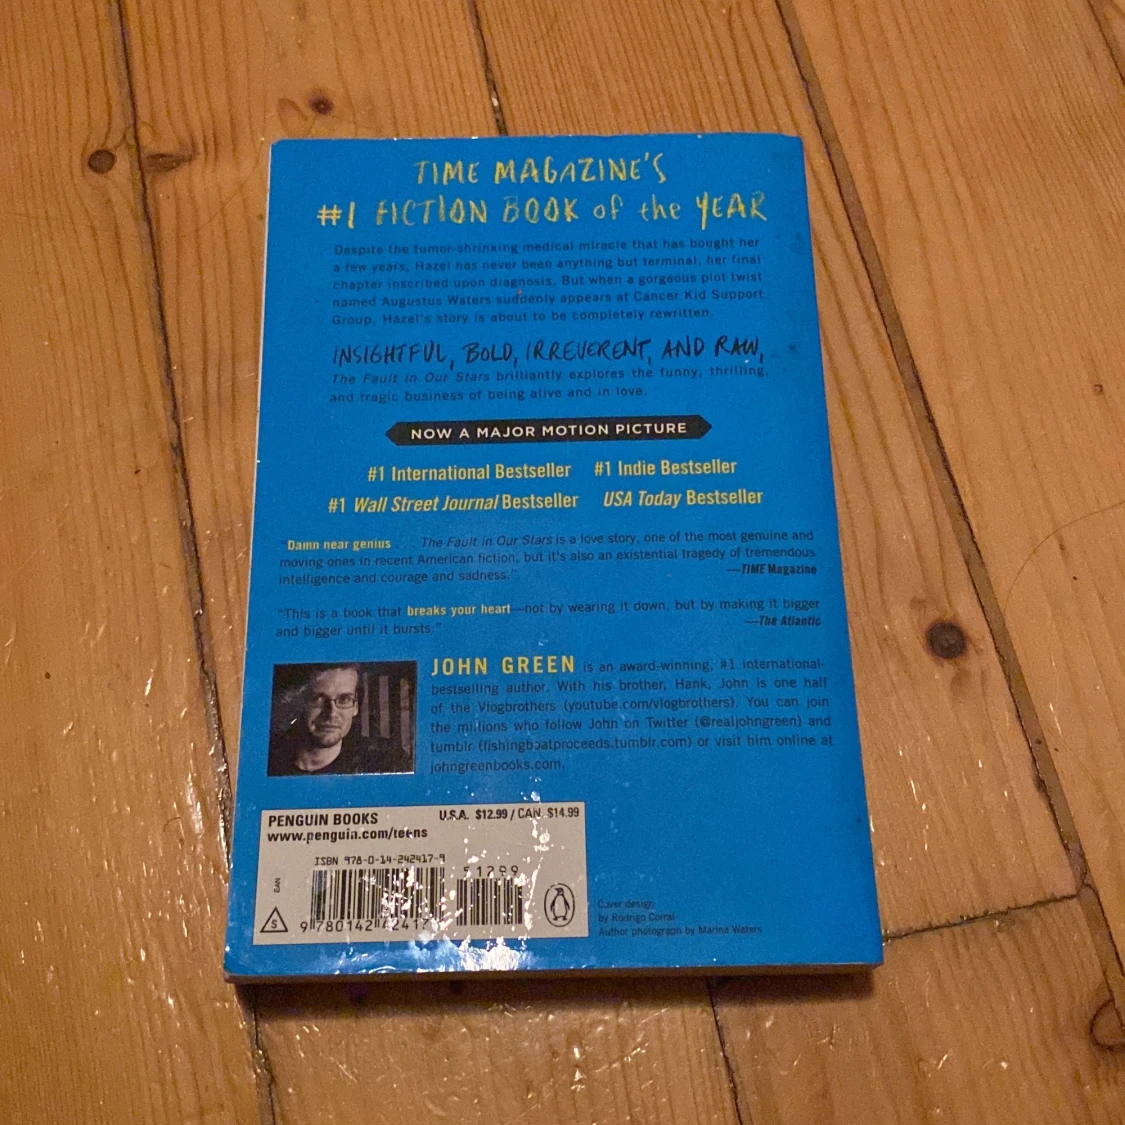 TIME MAGAZINE'S
#1 FICTION BOOK of the YEAR
Despite the tumor-shrinking medical miracle that has bought her
a few years, Hazel has never been anything but terminal, her final
chapter inscribed upon diagnosis. But when a gorgeous plot twist
named Augustus Waters suddenly appears at Cancer Kid Support
Group, Hazel's story is about to be completely rewritten.
INSIGHTFUL, BOLD, IRREVERENT, AND RAW,
The Fault in Our Stars brilliantly explores the funny, thrilling,
and tragic business of being alive and in love.
NOW A MAJOR MOTION PICTURE
#1 International Bestseller #1 Indie Bestseller
#1 Wall Street Journal Bestseller USA Today Bestseller
"Damn near genius . . . The Fault in Our Stars is a love story, one of the most genuine and
moving ones in recent American fiction, but it's also an existential tragedy of tremendous
intelligence and courage and sadness." —TIME Magazine
"This is a book that breaks your heart—not by wearing it down, but by making it bigger
and bigger until it bursts." —The Atlantic
JOHN GREEN is an award-winning, #1 international-
bestselling author. With his brother, Hank, John is one half
of the Vlogbrothers (youtube.com/vlogbrothers). You can join
the millions who follow John on Twitter (@realjohngreen) and
tumblr (fishingboatproceeds.tumblr.com) or visit him online at
johngreenbooks.com.
PENGUIN BOOKS U.S.A. $12.99 / CAN. $14.99
www.penguin.com/teens
ISBN 978-0-14-242417-9
51299
EAN
S
9 780142 42417
Cover design
by Rodrigo Corral
Author photograph by Marina Waters